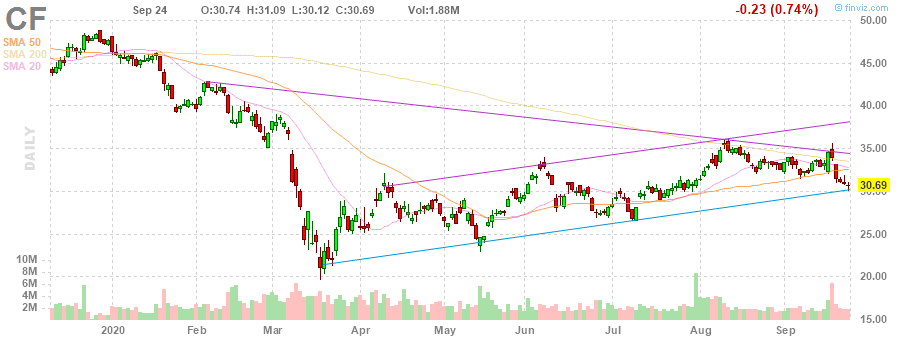 CF
Sep 24 O:30.74 H:31.09 L:30.12 C:30.69 Vol:1.88M -0.23 (0.74%)
© finviz.com
SMA 50
SMA 200
SMA 20
DAILY
50.00
45.00
40.00
35.00
30.00
30.69
25.00
20.00
15.00
10M
8M
6M
4M
2M
2020 Feb Mar Apr May Jun Jul Aug Sep